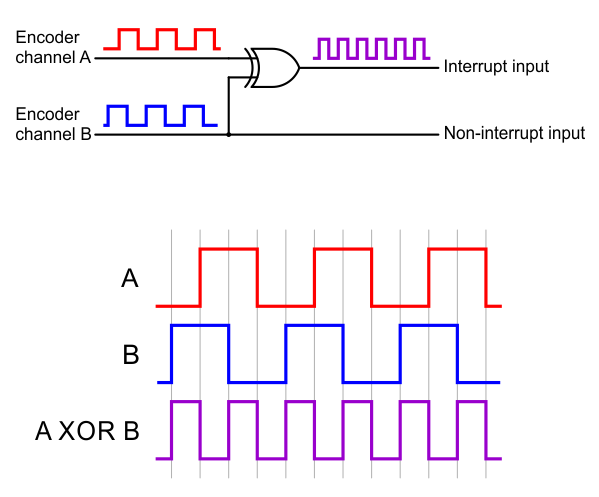 Encoder
channel A
Interrupt input
Encoder
channel B
Non-interrupt input
A
B
A XOR B